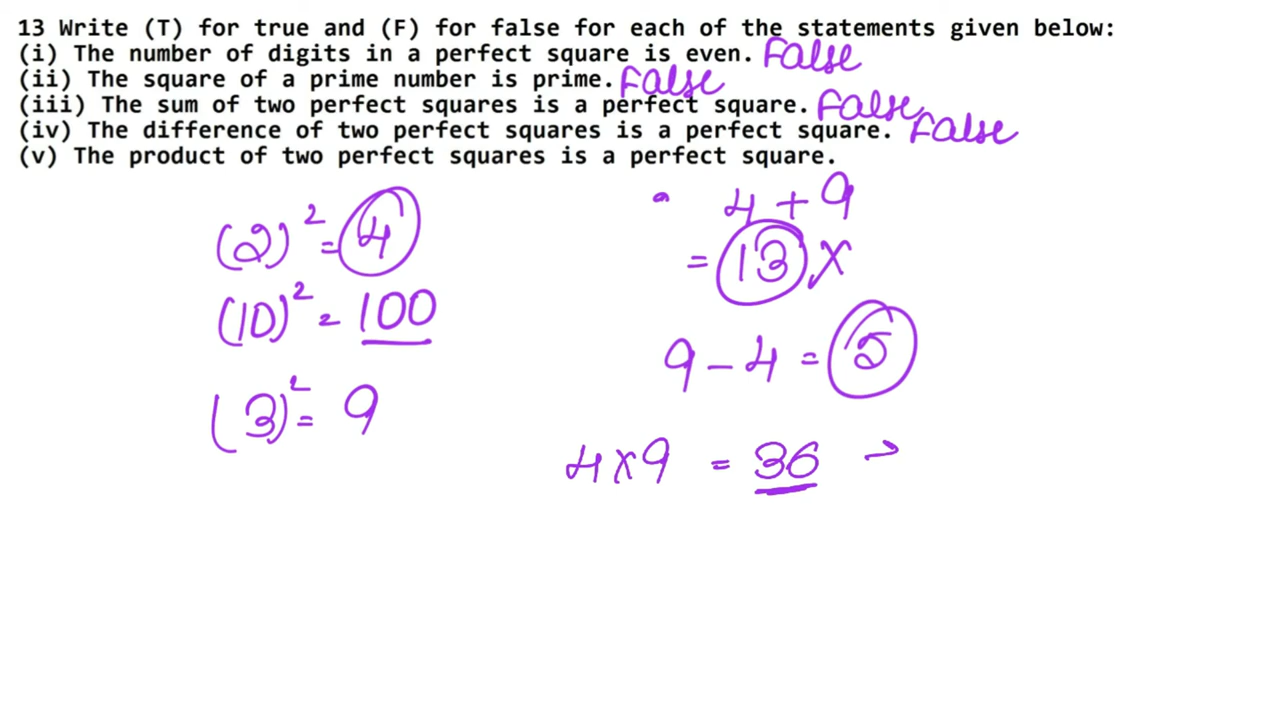 13 Write (T) for true and (F) for false for each of the statements given below:
(i) The number of digits in a perfect square is even. False
(ii) The square of a prime number is prime. False
(iii) The sum of two perfect squares is a perfect square. False
(iv) The difference of two perfect squares is a perfect square. False
(v) The product of two perfect squares is a perfect square.
(2)² = 4
(10)² = 100
(3)² = 9
4 + 9
= 13 ×
9 - 4 = 5
4 × 9 = 36 →